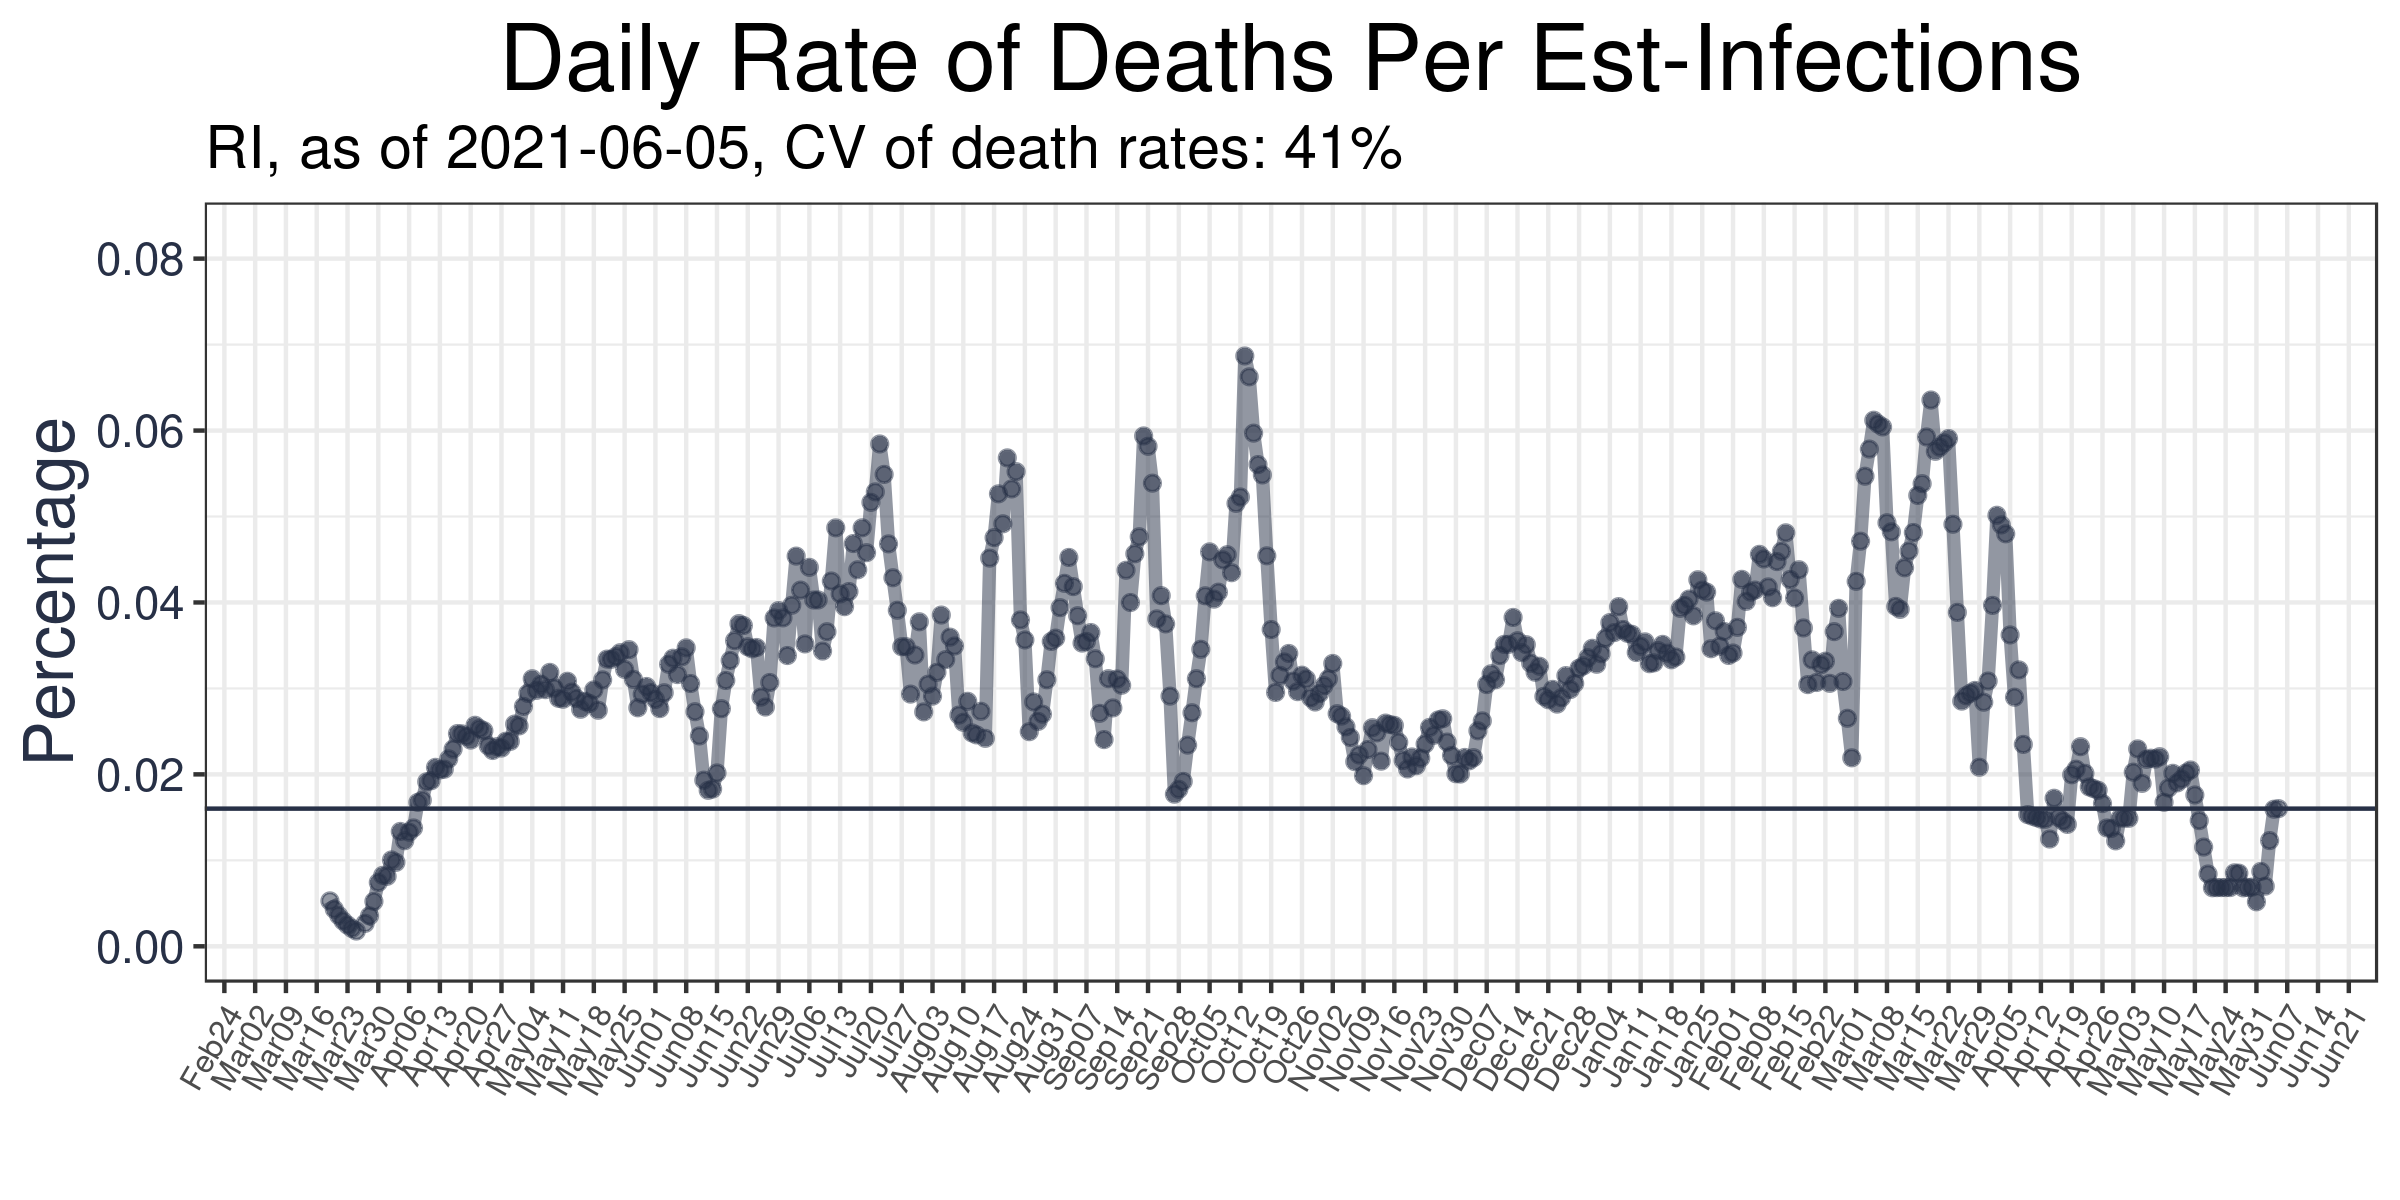 Daily Rate of Deaths Per Est-Infections
RI, as of 2021-06-05, CV of death rates: 41%
Percentage
0.08
0.06
0.04
0.02
0.00
Feb24
Mar02
Mar09
Mar16
Mar23
Mar30
Apr06
Apr13
Apr20
Apr27
May04
May11
May18
May25
Jun01
Jun08
Jun15
Jun22
Jun29
Jul06
Jul13
Jul20
Jul27
Aug03
Aug10
Aug17
Aug24
Aug31
Sep07
Sep14
Sep21
Sep28
Oct05
Oct12
Oct19
Oct26
Nov02
Nov09
Nov16
Nov23
Nov30
Dec07
Dec14
Dec21
Dec28
Jan04
Jan11
Jan18
Jan25
Feb01
Feb08
Feb15
Feb22
Mar01
Mar08
Mar15
Mar22
Mar29
Apr05
Apr12
Apr19
Apr26
May03
May10
May17
May24
May31
Jun07
Jun14
Jun21